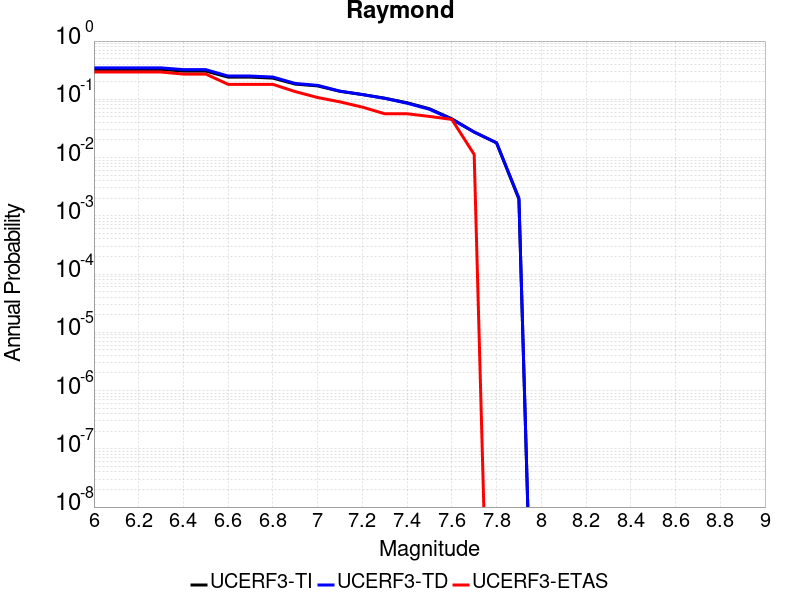 Raymond
10^0
10^-1
10^-2
10^-3
10^-4
10^-5
10^-6
10^-7
10^-8
Annual Probability
6 6.2 6.4 6.6 6.8 7 7.2 7.4 7.6 7.8 8 8.2 8.4 8.6 8.8 9
Magnitude
UCERF3-TI UCERF3-TD UCERF3-ETAS